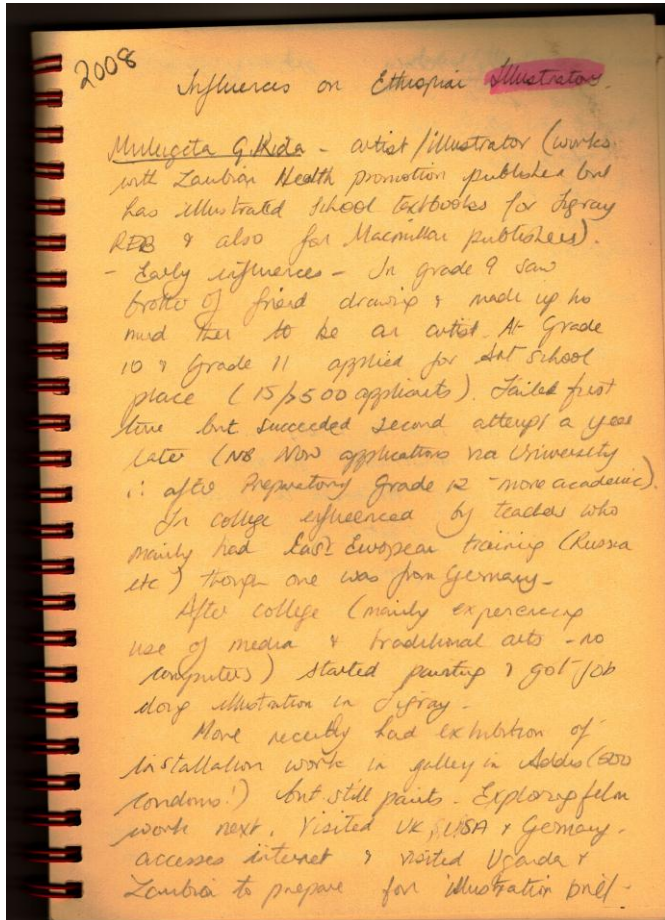 2008
Influences on Ethiopian Illustrators.
Mulugeta G. Kida - artist/illustrator (works
with Zambian Health promotion publisher but
has illustrated School textbooks for Tigray
REB & also for Macmillan publishers).
- Early influences - In grade 9 saw
brother of friend drawing & made up his
mind then to be an artist. At Grade
10 & Grade 11 applied for Art School
place (15/>500 applicants). Failed first
time but succeeded second attempt a year
later (NB Now applications via University
∴ after Preparatory Grade 12 - more academic).
In college influenced by teachers who
mainly had East European training (Russia
etc) though one was from Germany -
After college (mainly experiencing
use of media & traditional arts - no
computers) started painting & got job
doing illustration in Tigray -
More recently had exhibition of
installation work in gallery in Addis (500
condoms!) but still paints. Exploring film
work next. Visited UK, USA & Germany -
accesses internet & visited Uganda &
Zambia to prepare for illustration brief -